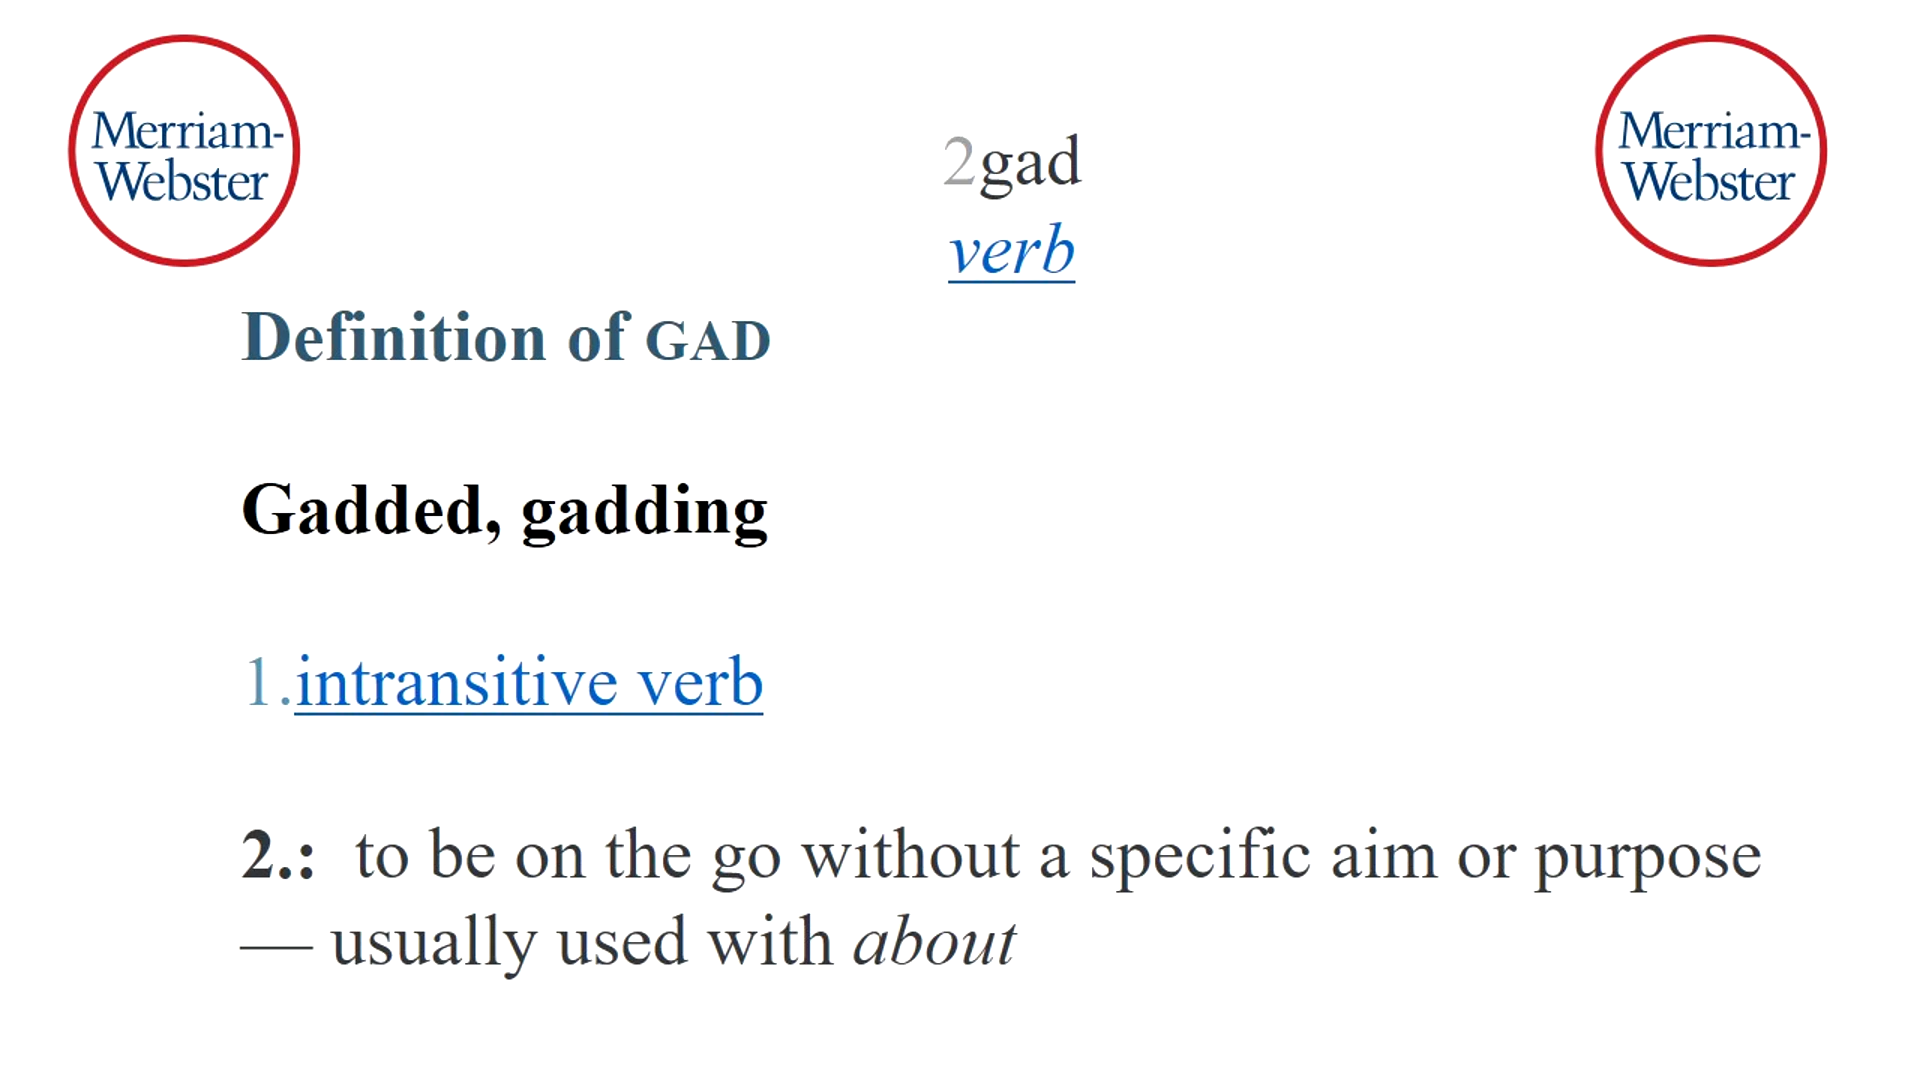 Merriam-
Webster
Merriam-
Webster
2gad
verb
Definition of GAD
Gadded, gadding
1.intransitive verb
2.: to be on the go without a specific aim or purpose
— usually used with about